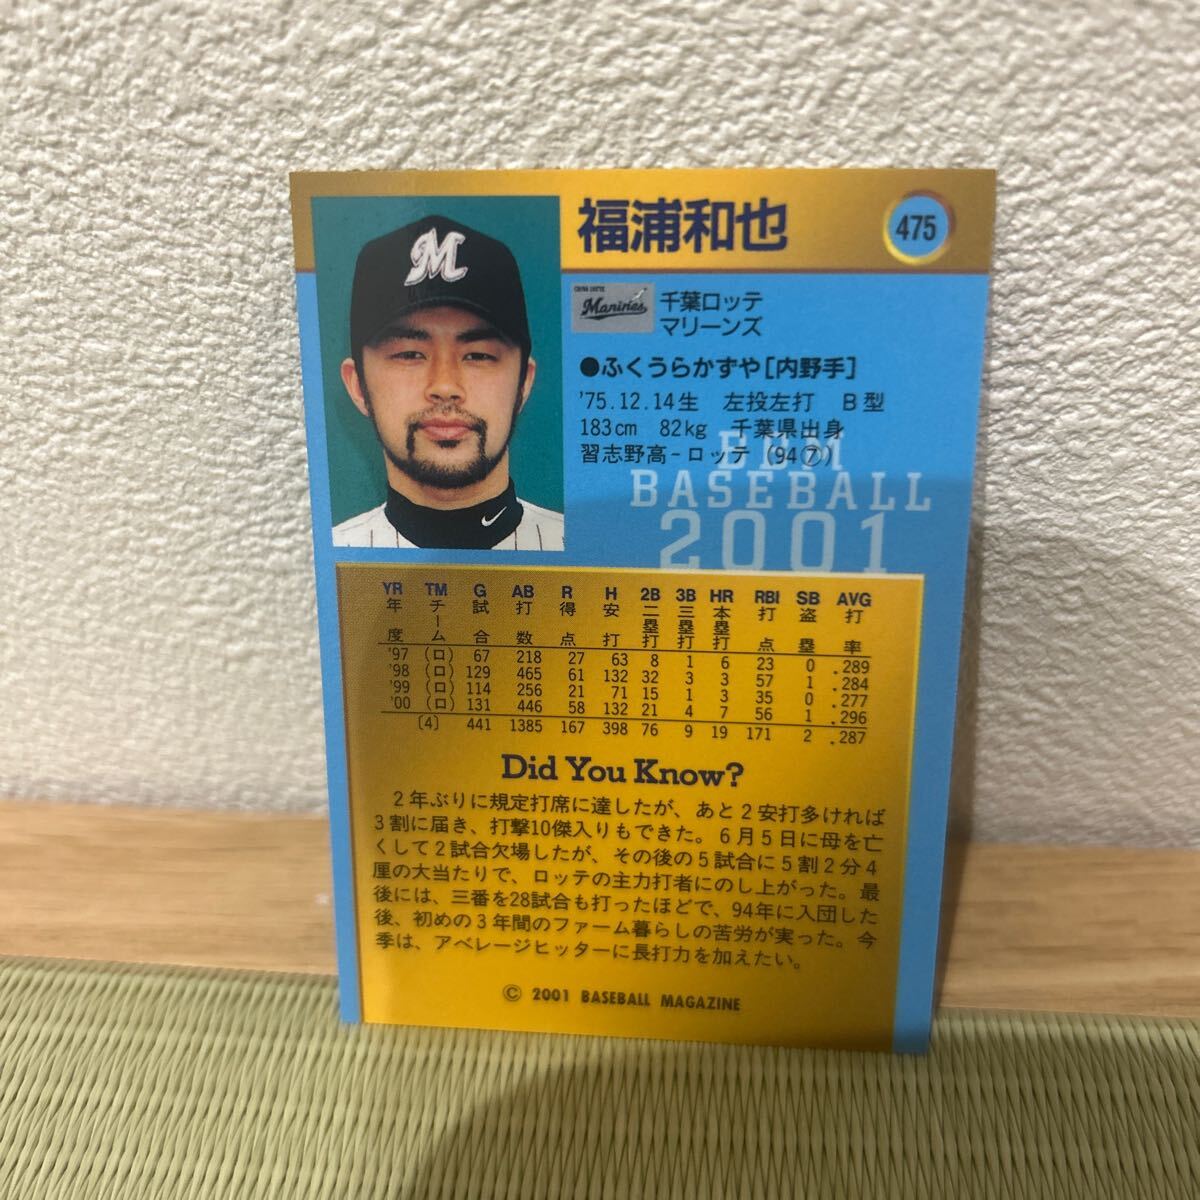 福浦和也
475
M
CHIBA LOTTE
Marines
千葉ロッテ
マリーンズ
●ふくうらかずや[内野手]
'75.12.14生 左投左打 B型
183cm 82kg 千葉県出身
習志野高-ロッテ (94⑦)
BBM
BASEBALL
2001
YR TM G AB R H 2B 3B HR RBI SB AVG
年度 チーム 試合 打数 得点 安打 二塁打 三塁打 本塁打 打点 盗塁 打率
'97 (ロ) 67 218 27 63 8 1 6 23 0 .289
'98 (ロ) 129 465 61 132 32 3 3 57 1 .284
'99 (ロ) 114 256 21 71 15 1 3 35 0 .277
'00 (ロ) 131 446 58 132 21 4 7 56 1 .296
〔4〕 441 1385 167 398 76 9 19 171 2 .287
Did You Know?
2年ぶりに規定打席に達したが、あと2安打多ければ
3割に届き、打撃10傑入りもできた。6月5日に母を亡
くして2試合欠場したが、その後の5試合に5割2分4
厘の大当たりで、ロッテの主力打者にのし上がった。最
後には、三番を28試合も打ったほどで、94年に入団した
後、初めの3年間のファーム暮らしの苦労が実った。今
季は、アベレージヒッターに長打力を加えたい。
© 2001 BASEBALL MAGAZINE